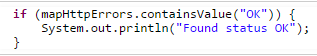 if (mapHttpErrors.containsValue("OK")) {
    System.out.println("Found status OK");
}